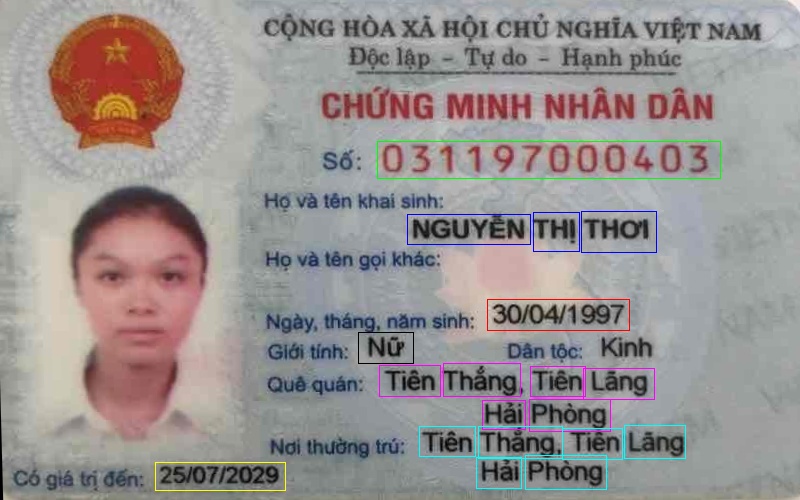 CỘNG HÒA XÃ HỘI CHỦ NGHĨA VIỆT NAM
Độc lập - Tự do - Hạnh phúc
CHỨNG MINH NHÂN DÂN
Số: 031197000403
Họ và tên khai sinh:
NGUYỄN THỊ THƠI
Họ và tên gọi khác:
Ngày, tháng, năm sinh: 30/04/1997
Giới tính: Nữ Dân tộc: Kinh
Quê quán: Tiên Thắng, Tiên Lãng
Hải Phòng
Nơi thường trú: Tiên Thắng, Tiên Lãng
Hải Phòng
Có giá trị đến: 25/07/2029